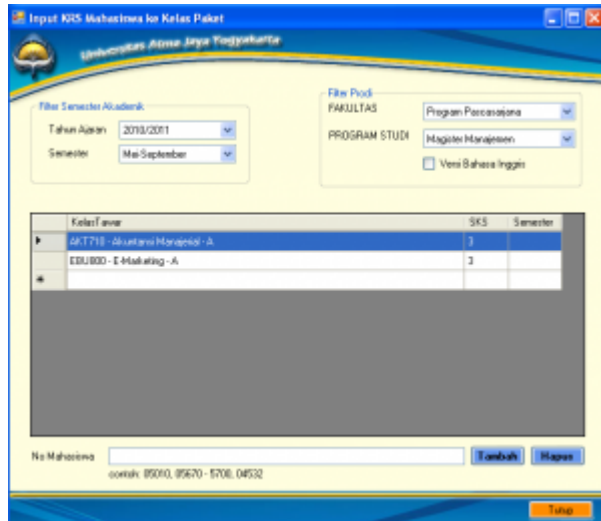 Input KRS Mahasiswa ke Kelas Paket
Universitas Atma Jaya Yogyakarta
Filter Semester Akademik
Tahun Ajaran 2010/2011
Semester Mei-September
Filter Prodi
FAKULTAS Program Pascasarjana
PROGRAM STUDI Magister Manajemen
Versi Bahasa Inggris
KelasTawar SKS Semester
AKT710 - Akuntansi Manajerial - A 3
EBU800 - E-Marketing - A 3
No Mahasiswa Tambah Hapus
contoh: 05010, 05670 - 5700, 04532
Tutup